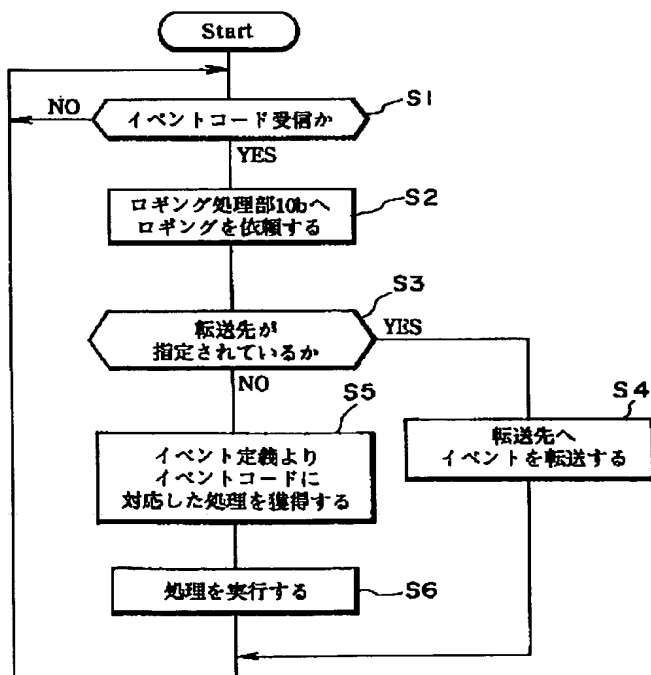 Start
S1
NO
イベントコード受信か
YES
S2
ロギング処理部10bへ
ロギングを依頼する
S3
転送先が
指定されているか
YES
NO
S5
S4
イベント定義より
イベントコードに
対応した処理を獲得する
転送先へ
イベントを転送する
処理を実行する
S6